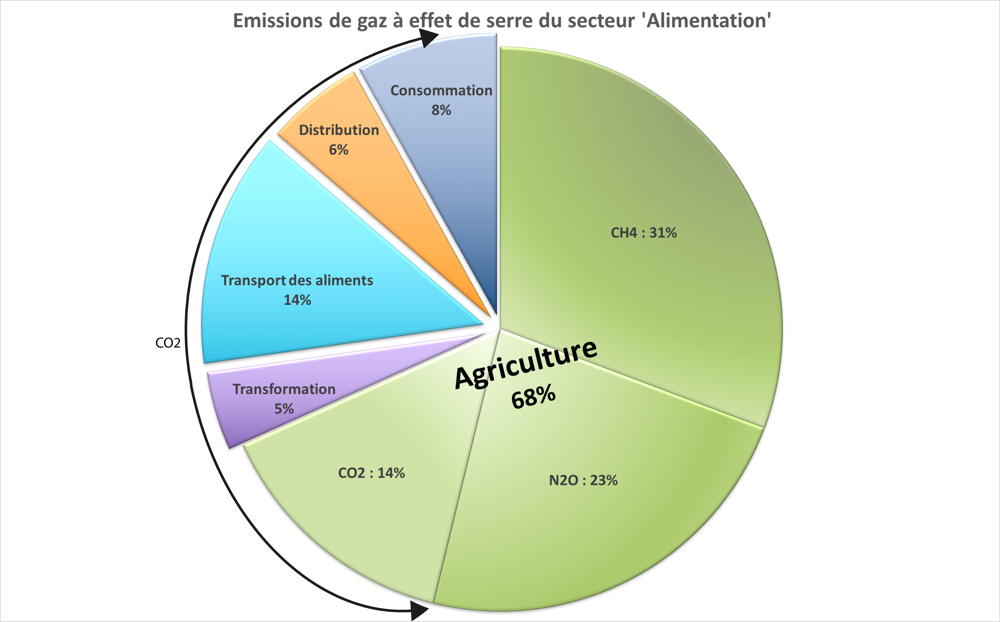 Emissions de gaz à effet de serre du secteur 'Alimentation'
Consommation
8%
Distribution
6%
CH4 : 31%
Transport des aliments
14%
CO2
Agriculture
68%
Transformation
5%
CO2 : 14%
N2O : 23%